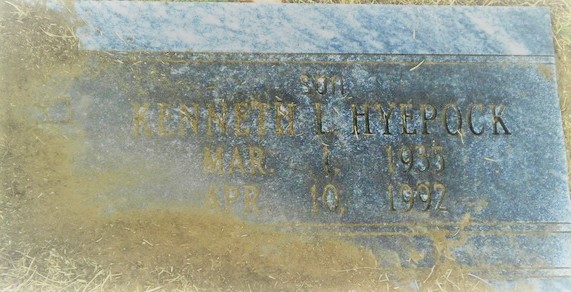 SON
KENNETH L. HYEPOCK
MAR. 1, 1935
APR. 10, 1992